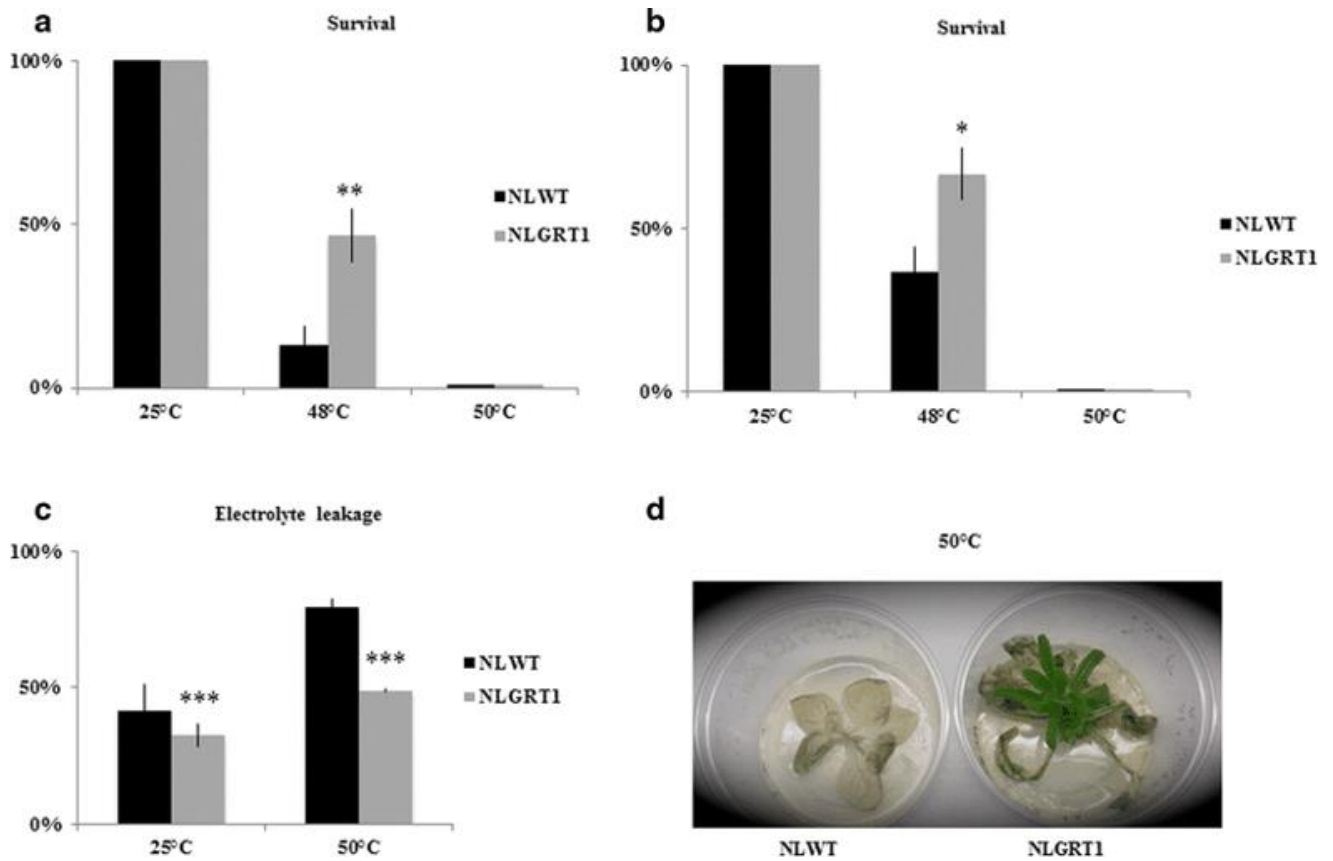 a
Survival
100%
50%
0%
**
NLWT
NLGRT1
25°C 48°C 50°C
b
Survival
100%
50%
0%
*
NLWT
NLGRT1
25°C 48°C 50°C
c
Electrolyte leakage
100%
50%
0%
***
***
NLWT
NLGRT1
25°C 50°C
d
50°C
NLWT NLGRT1